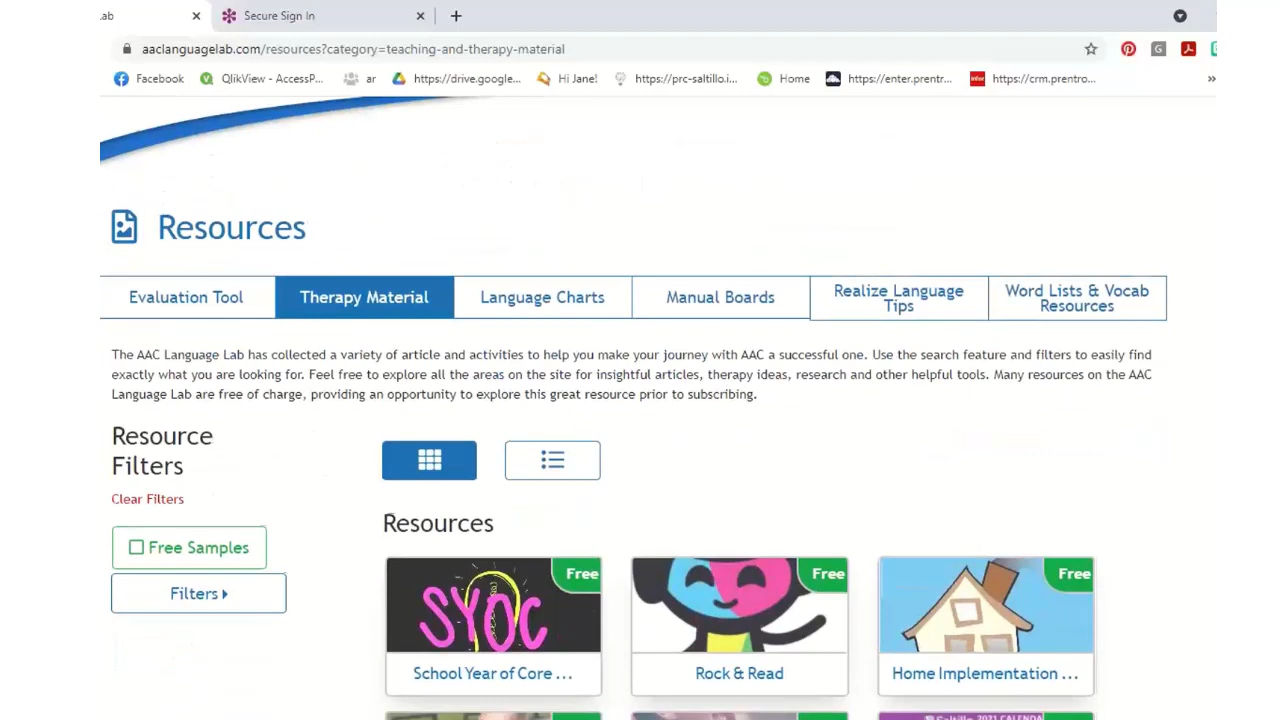 Lab
Secure Sign In
aaclanguagelab.com/resources?category=teaching-and-therapy-material
Facebook
QlikView - AccessP...
ar
https://drive.google...
Hi Jane!
https://prc-saltillo.i...
Home
https://enter.prentro...
https://crm.prentro...
Resources
Evaluation Tool
Therapy Material
Language Charts
Manual Boards
Realize Language
Tips
Word Lists & Vocab
Resources
The AAC Language Lab has collected a variety of article and activities to help you make your journey with AAC a successful one. Use the search feature and filters to easily find
exactly what you are looking for. Feel free to explore all the areas on the site for insightful articles, therapy ideas, research and other helpful tools. Many resources on the AAC
Language Lab are free of charge, providing an opportunity to explore this great resource prior to subscribing.
Resource
Filters
Clear Filters
Free Samples
Filters
Resources
Free
SYOC
School Year of Core ...
Free
Rock & Read
Free
Home Implementation ...
Saltillo 2021 CALENDA